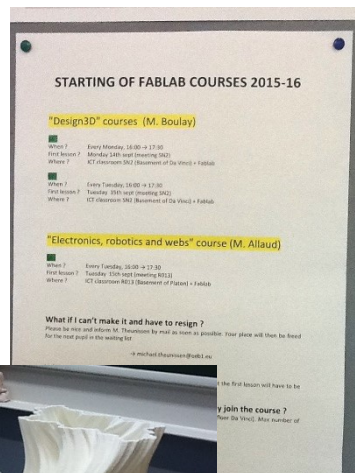 STARTING OF FABLAB COURSES 2015-16
"Design3D" courses (M. Boulay)
When ? Every Monday, 16:00 → 17:30
First lesson ? Monday 14th sept (meeting SN2)
Where ? ICT classroom SN2 (Basement of Da Vinci) + Fablab
When ? Every Tuesday, 16:00 → 17:30
First lesson ? Tuesday 15th sept (meeting SN2)
Where ? ICT classroom SN2 (Basement of Da Vinci) + Fablab
"Electronics, robotics and webs" course (M. Allaud)
When ? Every Tuesday, 16:00 → 17:30
First lesson ? Tuesday 15th sept (meeting R013)
Where ? ICT classroom R013 (Basement of Platon) + Fablab
What if I can't make it and have to resign ?
Please be nice and inform M. Theunissen by mail as soon as possible. Your place will then be freed
for the next pupil in the waiting list
the first lesson will have to be
join the course ?
Da Vinci). Max number of